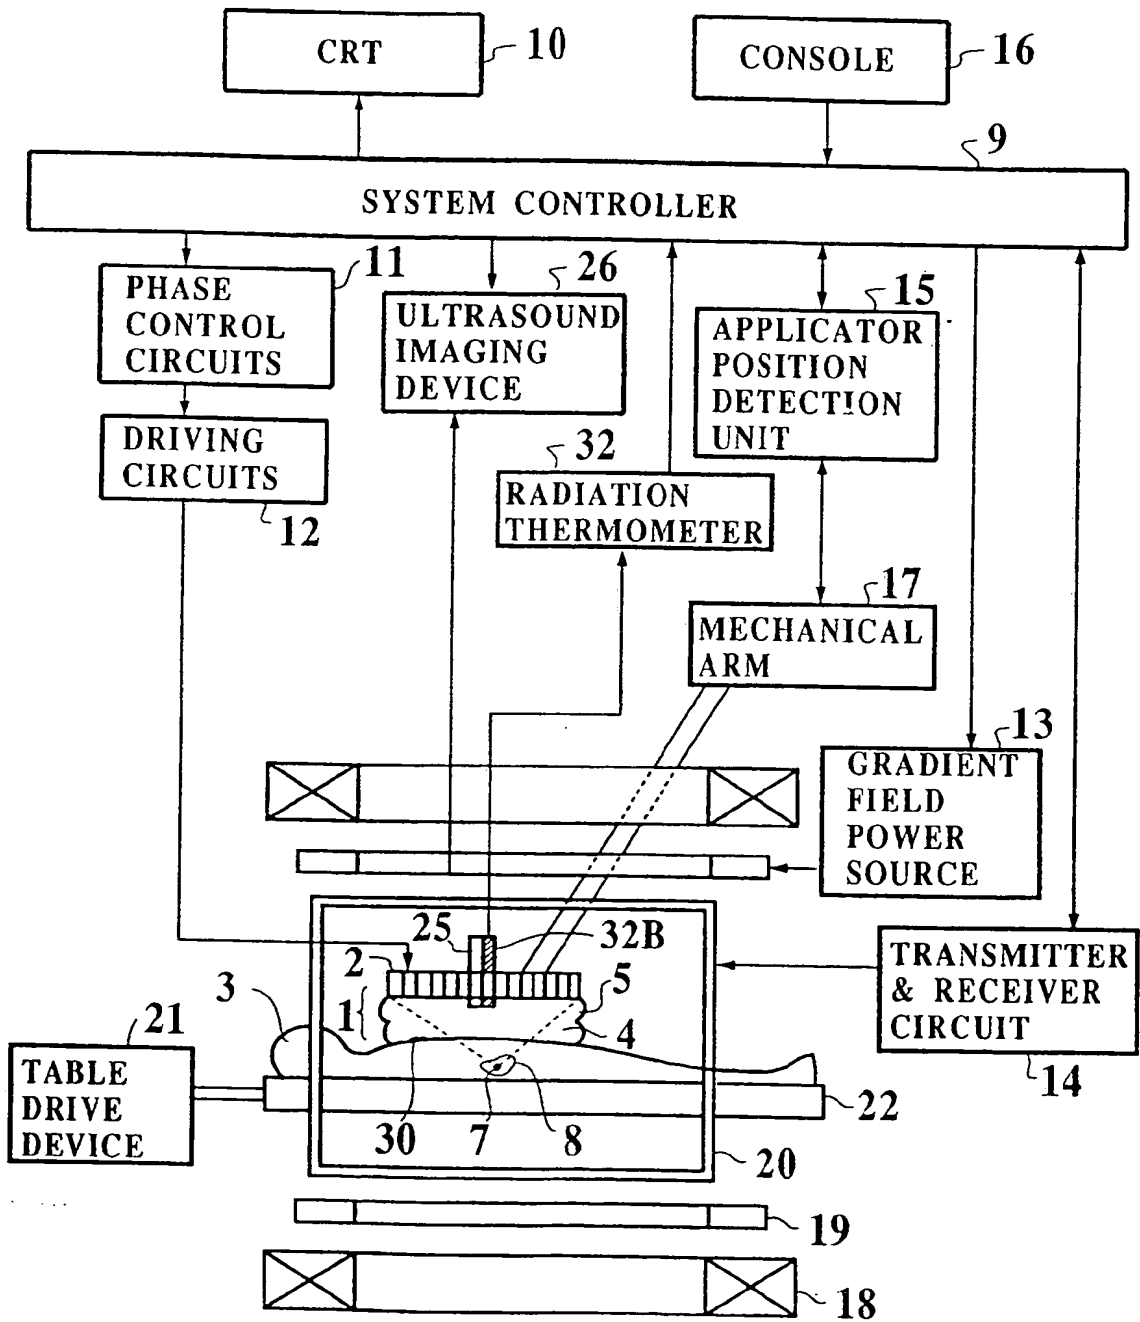 CRT
10
CONSOLE
16
9
SYSTEM CONTROLLER
11
PHASE
CONTROL
CIRCUITS
26
ULTRASOUND
IMAGING
DEVICE
15
APPLICATOR
POSITION
DETECTION
UNIT
DRIVING
CIRCUITS
12
32
RADIATION
THERMOMETER
17
MECHANICAL
ARM
13
GRADIENT
FIELD
POWER
SOURCE
25
32B
2
3
1
5
4
TRANSMITTER
& RECEIVER
CIRCUIT
14
21
TABLE
DRIVE
DEVICE
22
30
7
8
20
19
18